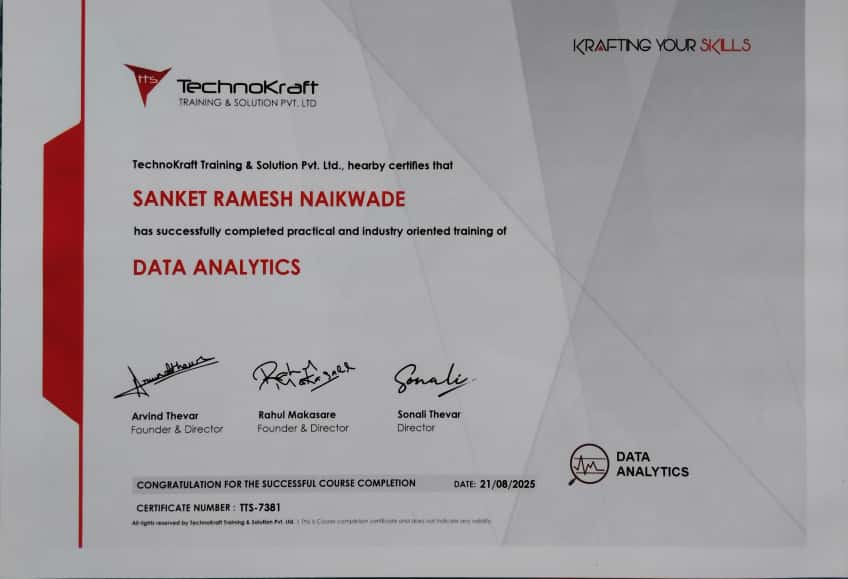 KRAFTING YOUR SKILLS
TTS
TechnoKraft
TRAINING & SOLUTION PVT. LTD
TechnoKraft Training & Solution Pvt. Ltd., hearby certifies that
SANKET RAMESH NAIKWADE
has successfully completed practical and industry oriented training of
DATA ANALYTICS
Sonali
Arvind Thevar Rahul Makasare Sonali Thevar
Founder & Director Founder & Director Director
DATA
ANALYTICS
CONGRATULATION FOR THE SUCCESSFUL COURSE COMPLETION DATE: 21/08/2025
CERTIFICATE NUMBER : TTS-7381
All rights reserved by TechnoKraft Training & Solution Pvt. Ltd. | This is Course completion certificate and does not indicate any validity.